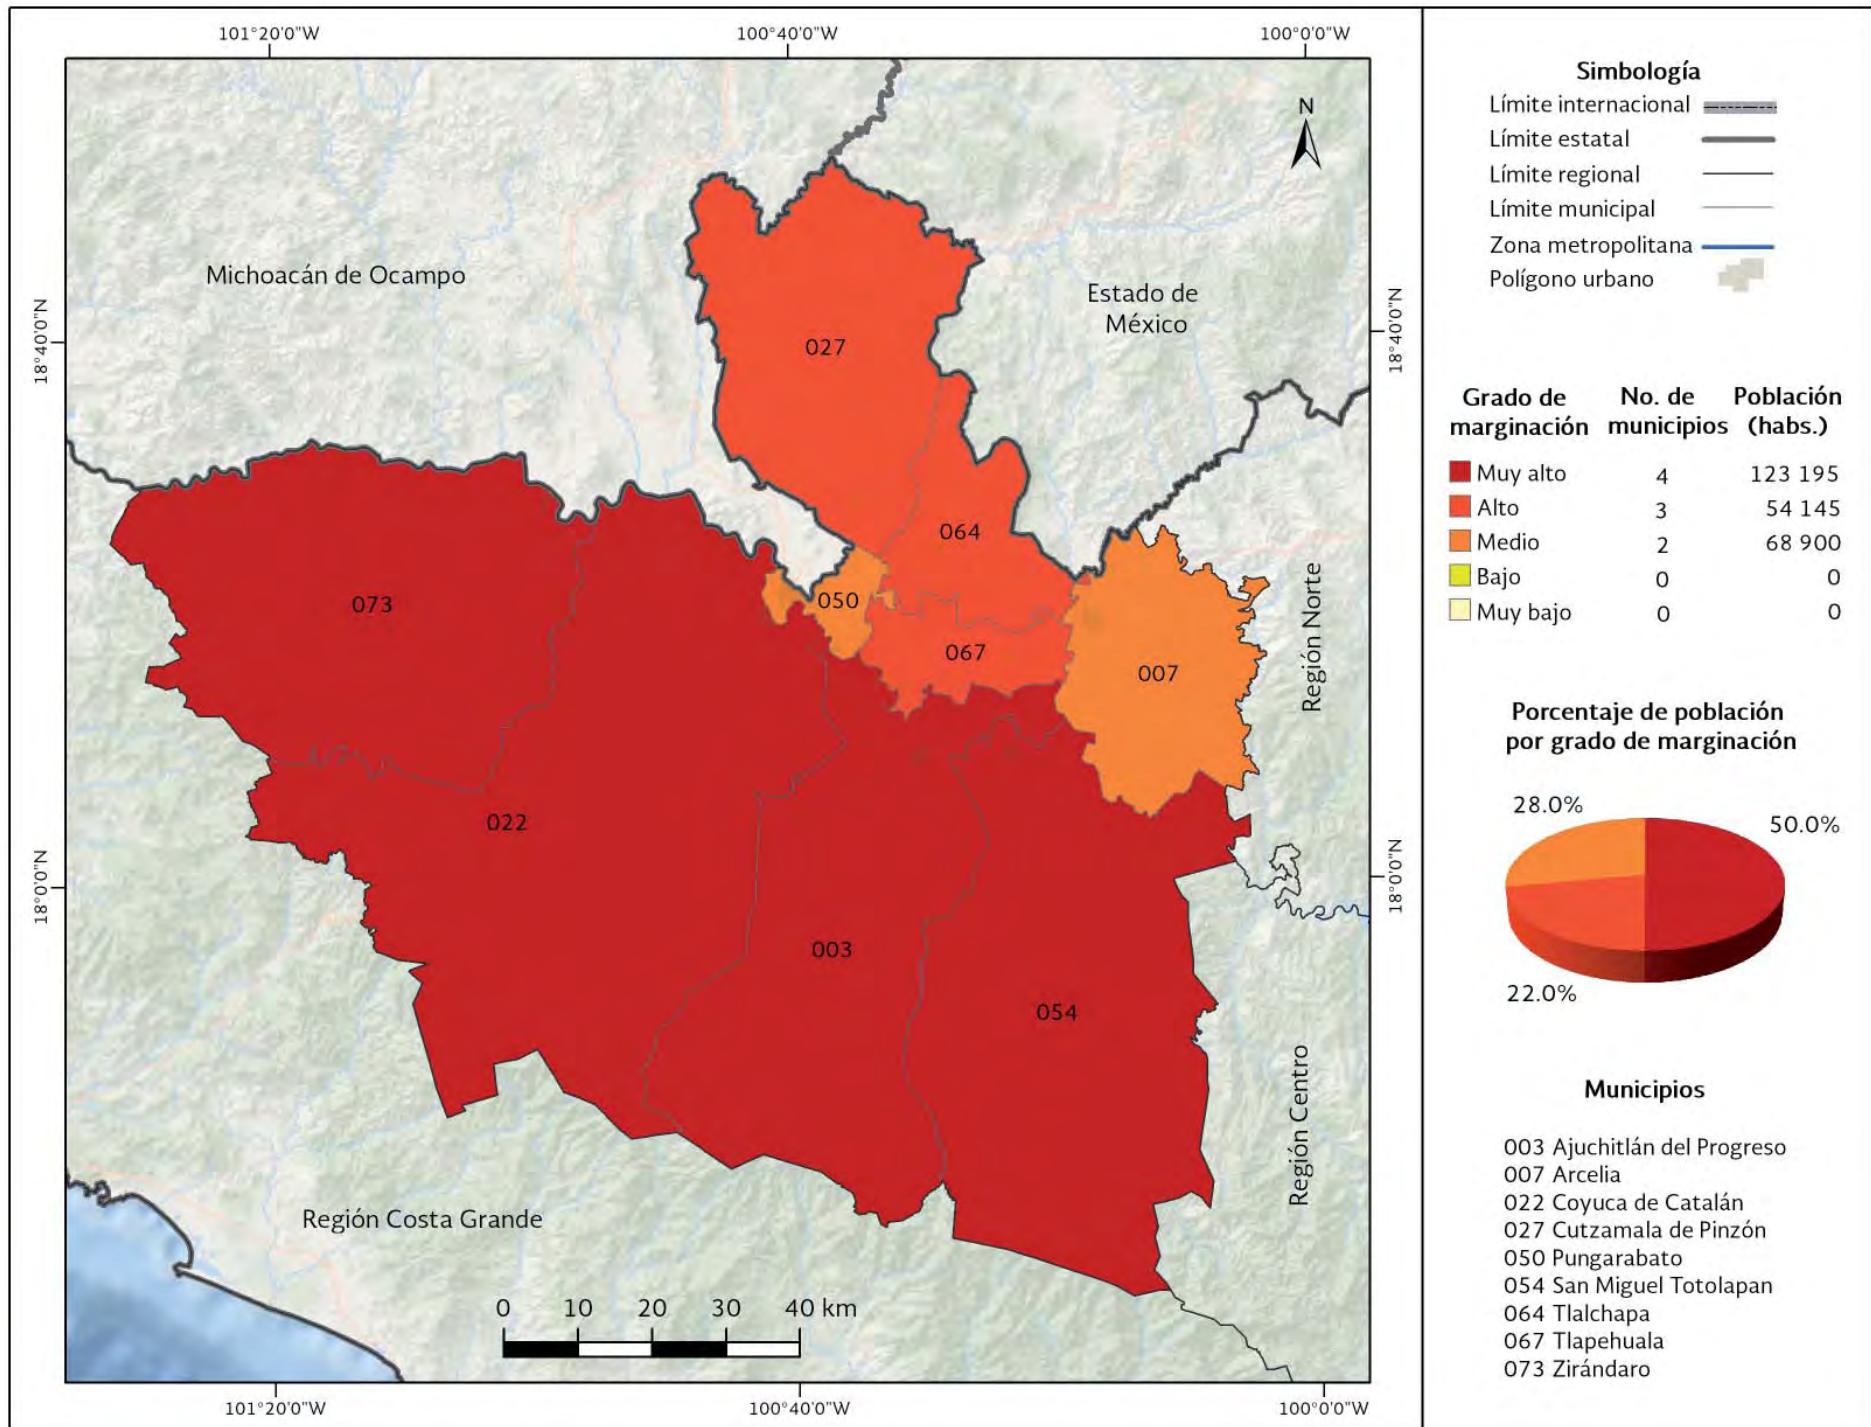 101°20'0"W 100°40'0"W 100°0'0"W
N
Michoacán de Ocampo
Estado de
México
18°40'0"N
18°40'0"N
027
064
073
050
067
007
Región Norte
022
18°0'0"N
18°0'0"N
003
054
Región Centro
Región Costa Grande
0 10 20 30 40 km
101°20'0"W 100°40'0"W 100°0'0"W
Simbología
Límite internacional
Límite estatal
Límite regional
Límite municipal
Zona metropolitana
Polígono urbano
Grado de No. de Población
marginación municipios (habs.)
Muy alto 4 123 195
Alto 3 54 145
Medio 2 68 900
Bajo 0 0
Muy bajo 0 0
Porcentaje de población
por grado de marginación
28.0%
50.0%
22.0%
Municipios
003 Ajuchitlán del Progreso
007 Arcelia
022 Coyuca de Catalán
027 Cutzamala de Pinzón
050 Pungarabato
054 San Miguel Totolapan
064 Tlalchapa
067 Tlapehuala
073 Zirándaro